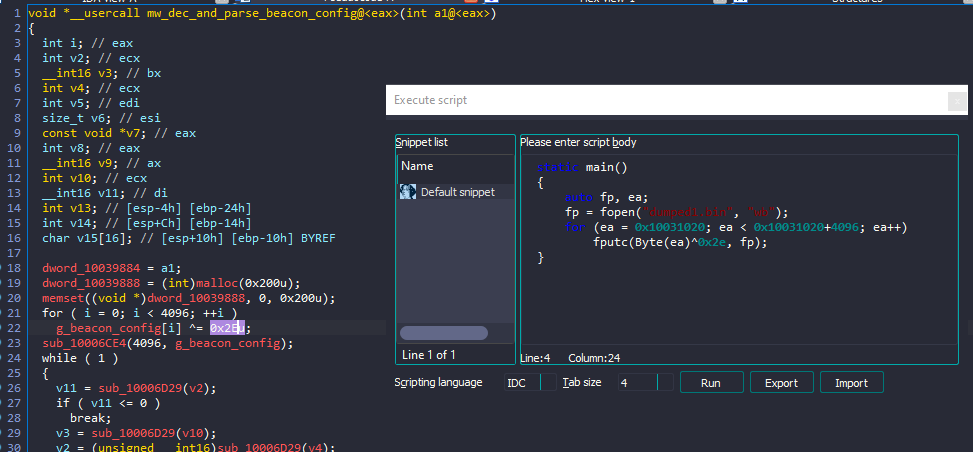 void *__usercall mw_dec_and_parse_beacon_config@<eax>(int a1@<eax>)
1
2 {
3 int i; // eax
4 int v2; // ecx
5 __int16 v3; // bx
6 int v4; // ecx
7 int v5; // edi
8 size_t v6; // esi
9 const void *v7; // eax
10 int v8; // eax
11 __int16 v9; // ax
12 int v10; // ecx
13 __int16 v11; // di
14 int v13; // [esp-4h] [ebp-24h]
15 int v14; // [esp+Ch] [ebp-14h]
16 char v15[16]; // [esp+10h] [ebp-10h] BYREF
17
18 dword_10039884 = a1;
19 dword_10039888 = (int)malloc(0x200u);
20 memset((void *)dword_10039888, 0, 0x200u);
21 for ( i = 0; i < 4096; ++i )
22 g_beacon_config[i] ^= 0x2Eu;
23 sub_10006CE4(4096, g_beacon_config);
24 while ( 1 )
25 {
26 v11 = sub_10006D29(v2);
27 if ( v11 <= 0 )
28 break;
29 v3 = sub_10006D29(v10);
30 v2 = (unsigned __int16)sub_10006D29(v4);
Execute script
x
Snippet list
Name
Default snippet
Line 1 of 1
Please enter script body
static main()
{
auto fp, ea;
fp = fopen("dumped1.bin", "wb");
for (ea = 0x10031020; ea < 0x10031020+4096; ea++)
fputc(Byte(ea)^0x2e, fp);
}
Line:4 Column:24
Scripting language IDC Tab size 4 Run Export Import